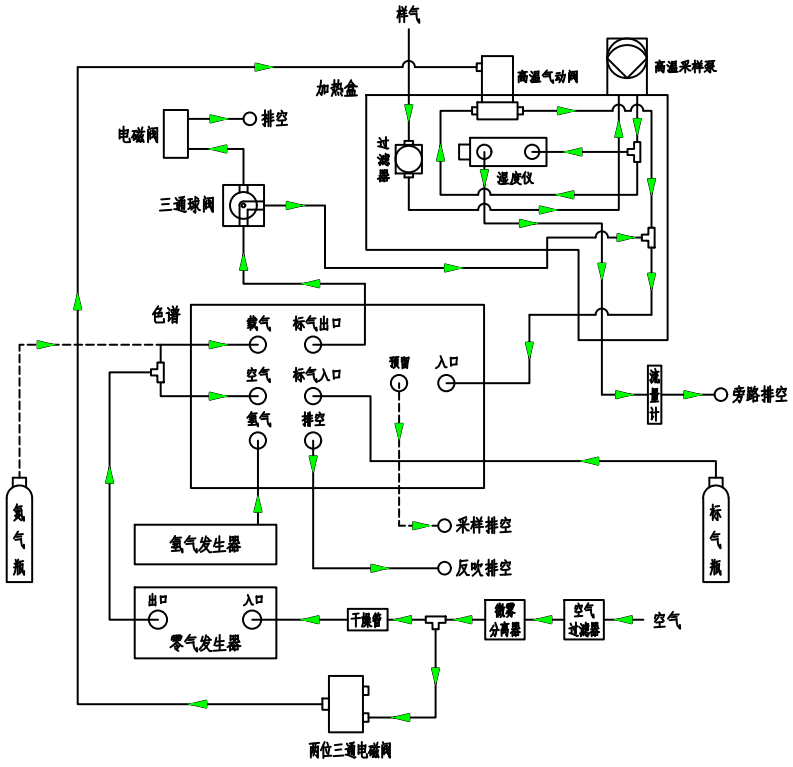 样气
高温气动阀
高温采样泵
加热盒
电磁阀
排空
过滤器
湿度仪
三通球阀
色谱
载气
标气出口
预留
入口
空气
标气入口
氢气
排空
流量计
旁路排空
氮气瓶
标气瓶
采样排空
氢气发生器
反吹排空
出口
入口
零气发生器
干燥管
微雾
分离器
空气
过滤器
空气
两位三通电磁阀